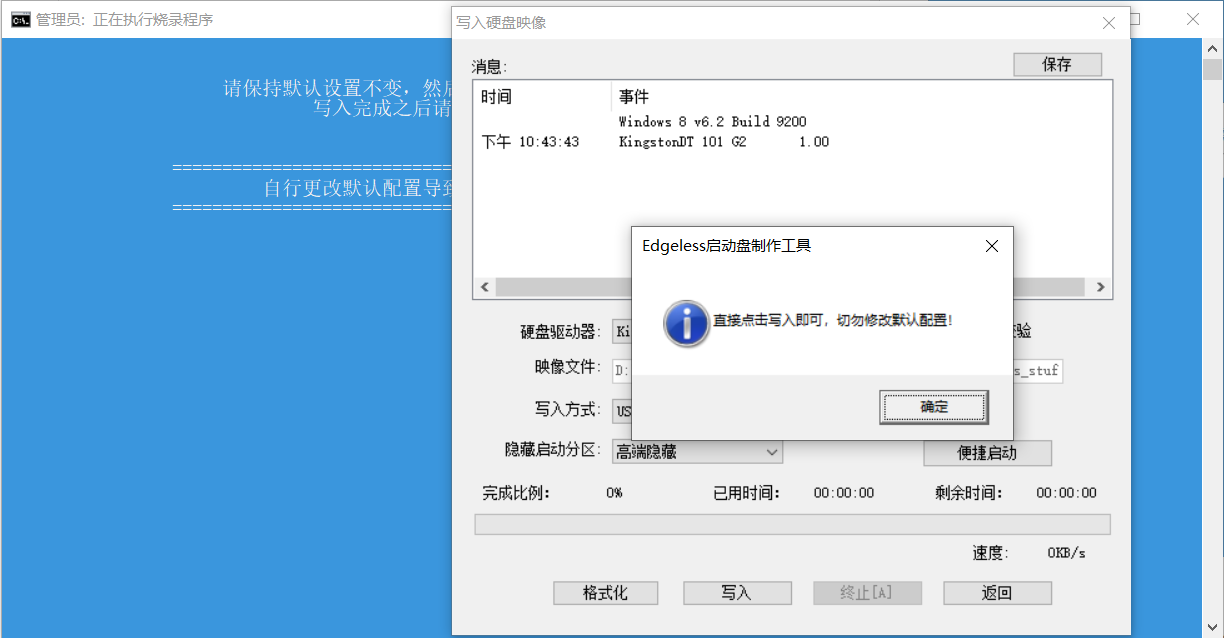 管理员: 正在执行烧录程序
请保持默认设置不变，然后
写入完成之后请
==============================
自行更改默认配置导致
==============================
写入硬盘映像
消息:
保存
时间 事件
Windows 8 v6.2 Build 9200
下午 10:43:43 KingstonDT 101 G2 1.00
Edgeless启动盘制作工具
直接点击写入即可，切勿修改默认配置!
确定
硬盘驱动器: Ki
验
映像文件: D:
s_stuf
写入方式: US
隐藏启动分区: 高端隐藏
便捷启动
完成比例: 0% 已用时间: 00:00:00 剩余时间: 00:00:00
速度: 0KB/s
格式化 写入 终止[A] 返回